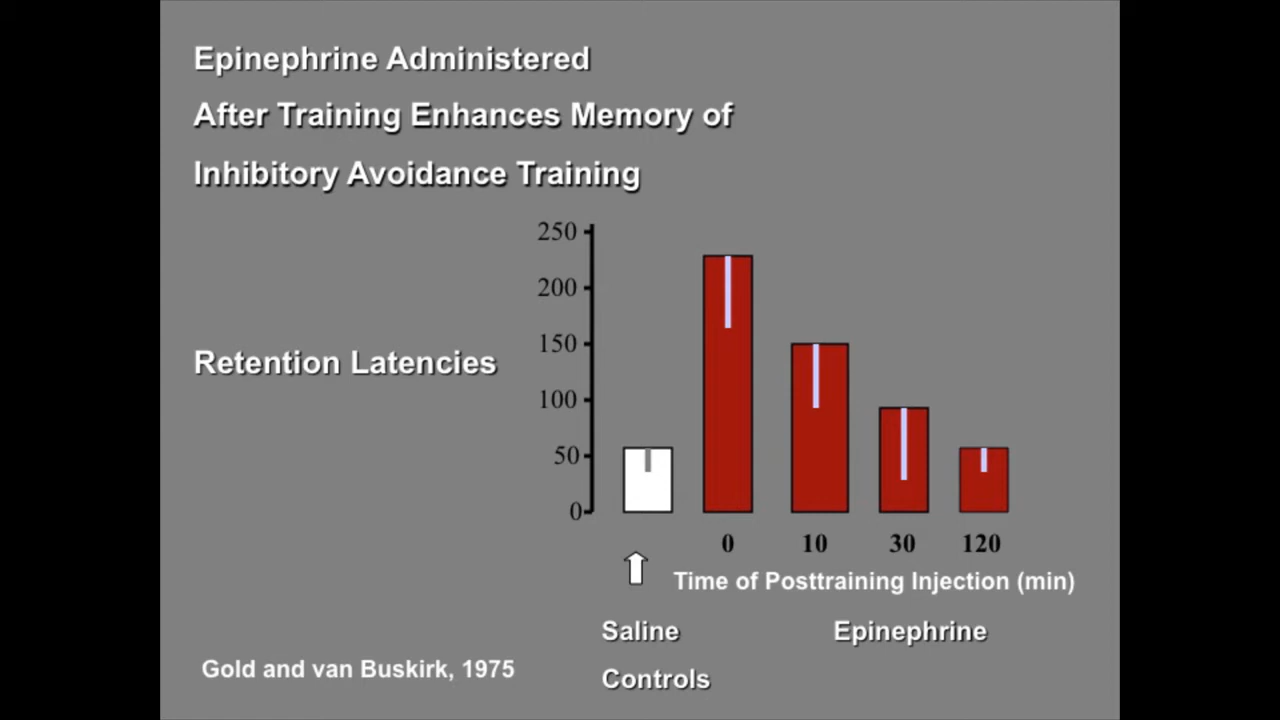 Epinephrine Administered
After Training Enhances Memory of
Inhibitory Avoidance Training
250
200
150
Retention Latencies
100
50
0
0 10 30 120
Time of Posttraining Injection (min)
Saline Epinephrine
Controls
Gold and van Buskirk, 1975